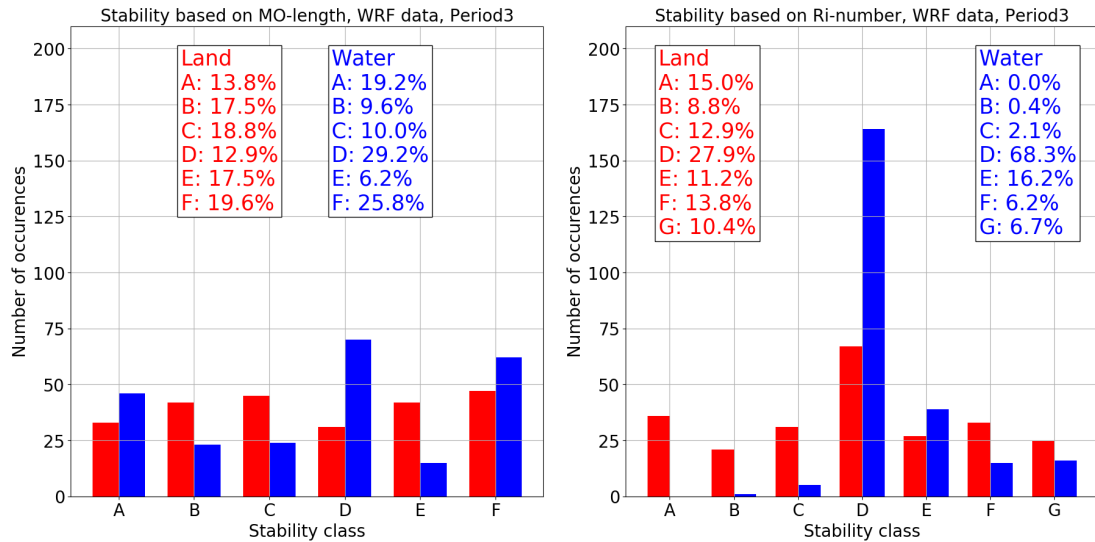 Stability based on MO-length, WRF data, Period3
Number of occurences
200
175
150
125
100
75
50
25
0
Land
A: 13.8%
B: 17.5%
C: 18.8%
D: 12.9%
E: 17.5%
F: 19.6%
Water
A: 19.2%
B: 9.6%
C: 10.0%
D: 29.2%
E: 6.2%
F: 25.8%
A B C D E F
Stability class
Stability based on Ri-number, WRF data, Period3
Number of occurences
200
175
150
125
100
75
50
25
0
Land
A: 15.0%
B: 8.8%
C: 12.9%
D: 27.9%
E: 11.2%
F: 13.8%
G: 10.4%
Water
A: 0.0%
B: 0.4%
C: 2.1%
D: 68.3%
E: 16.2%
F: 6.2%
G: 6.7%
A B C D E F G
Stability class